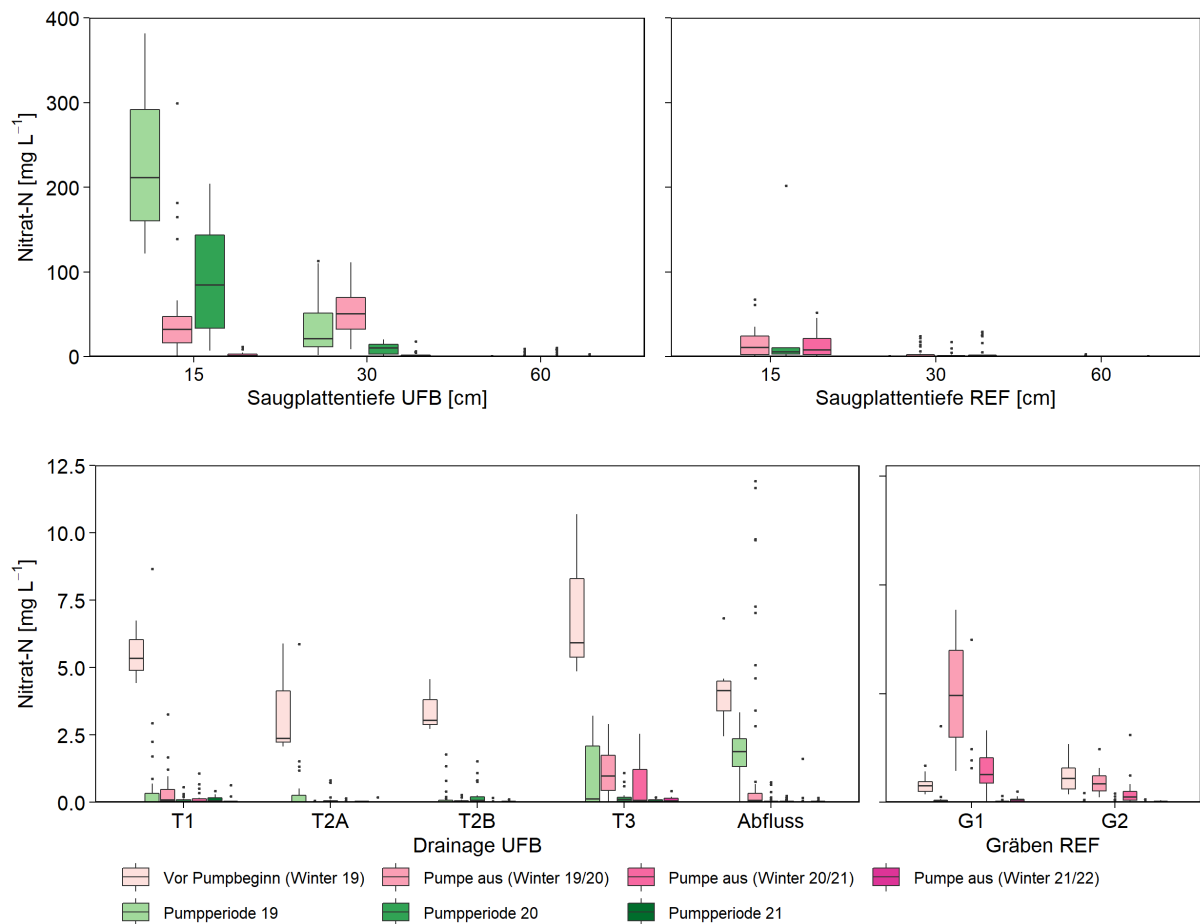 400
300
200
100
0
Nitrat-N [mg L⁻¹]
15 30 60
Saugplattentiefe UFB [cm]
15 30 60
Saugplattentiefe REF [cm]
12.5
10.0
7.5
5.0
2.5
0.0
Nitrat-N [mg L⁻¹]
T1 T2A T2B T3 Abfluss
Drainage UFB
G1 G2
Gräben REF
Vor Pumpbeginn (Winter 19) Pumpe aus (Winter 19/20) Pumpe aus (Winter 20/21) Pumpe aus (Winter 21/22)
Pumpperiode 19 Pumpperiode 20 Pumpperiode 21